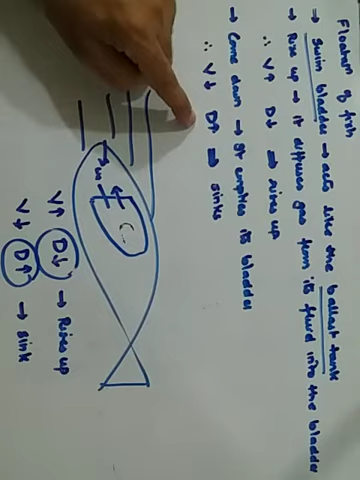 Floatation of fish
→ Swim bladder → acts like the ballast tank
→ Rise up → it diffuses gas from its fluid into the bladder
∴ V↑ D↓ ⇒ rises up
→ Come down → It empties its bladder
∴ V↓ D↑ ⇒ sinks
V↑ D↓ → Rises up
V↓ D↑ → sink